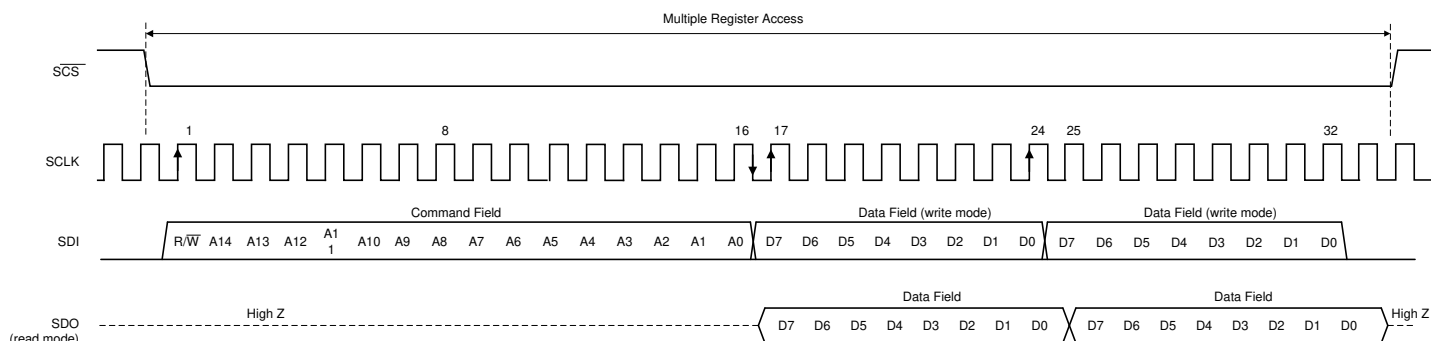 Multiple Register Access
SCS
1 8 16 17 24 25 32
SCLK
Command Field Data Field (write mode) Data Field (write mode)
SDI R/W A14 A13 A12 A11 A10 A9 A8 A7 A6 A5 A4 A3 A2 A1 A0 D7 D6 D5 D4 D3 D2 D1 D0 D7 D6 D5 D4 D3 D2 D1 D0
Data Field Data Field
High Z High Z
SDO D7 D6 D5 D4 D3 D2 D1 D0 D7 D6 D5 D4 D3 D2 D1 D0
(read mode)